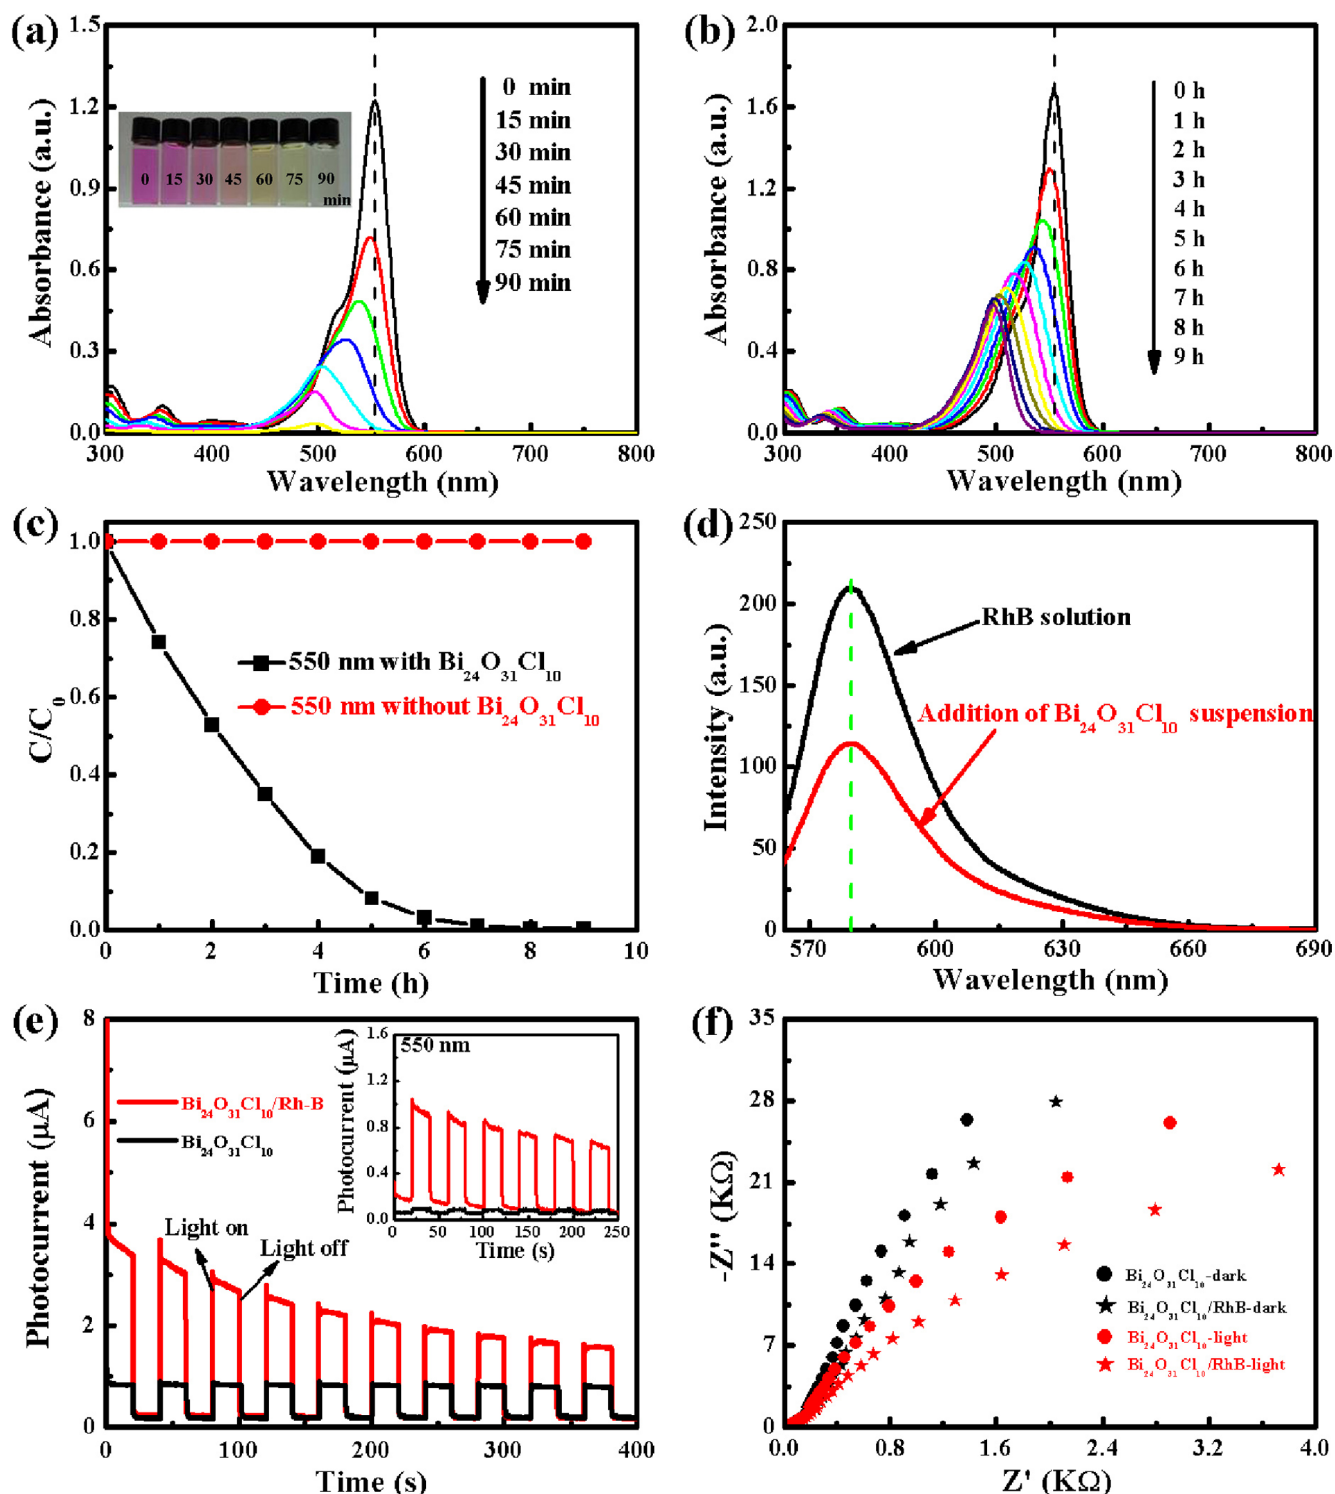 (a)
1.5
1.2
0.9
0.6
0.3
0.0
Absorbance (a.u.)
0 min
15 min
30 min
45 min
60 min
75 min
90 min
0 15 30 45 60 75 90
min
300 400 500 600 700 800
Wavelength (nm)
(b)
2.0
1.6
1.2
0.8
0.4
0.0
Absorbance (a.u.)
0 h
1 h
2 h
3 h
4 h
5 h
6 h
7 h
8 h
9 h
300 400 500 600 700 800
Wavelength (nm)
(c)
1.0
0.8
0.6
0.4
0.2
0.0
C/C₀
550 nm with Bi₂₄O₃₁Cl₁₀
550 nm without Bi₂₄O₃₁Cl₁₀
0 2 4 6 8 10
Time (h)
(d)
250
200
150
100
50
0
Intensity (a.u.)
RhB solution
Addition of Bi₂₄O₃₁Cl₁₀ suspension
570 600 630 660 690
Wavelength (nm)
(e)
8
6
4
2
0
Photocurrent (μA)
Bi₂₄O₃₁Cl₁₀/Rh-B
Bi₂₄O₃₁Cl₁₀
Light on
Light off
1.6
1.2
0.8
0.4
0.0
Photocurrent (μA)
550 nm
0 50 100 150 200 250
Time (s)
0 100 200 300 400
Time (s)
(f)
35
28
21
14
7
0
-Z'' (KΩ)
Bi₂₄O₃₁Cl₁₀-dark
Bi₂₄O₃₁Cl₁₀/RhB-dark
Bi₂₄O₃₁Cl₁₀-light
Bi₂₄O₃₁Cl₁₀/RhB-light
0.0 0.8 1.6 2.4 3.2 4.0
Z' (KΩ)